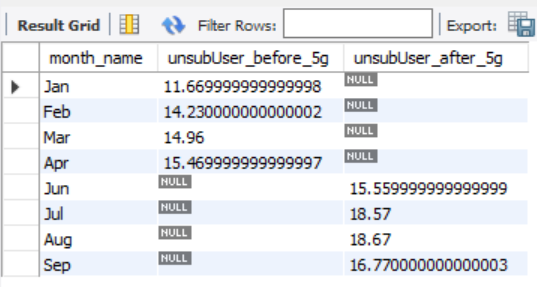 Result Grid Filter Rows: Export:
month_name unsubUser_before_5g unsubUser_after_5g
Jan 11.669999999999998 NULL
Feb 14.230000000000002 NULL
Mar 14.96 NULL
Apr 15.469999999999997 NULL
Jun NULL 15.559999999999999
Jul NULL 18.57
Aug NULL 18.67
Sep NULL 16.770000000000003